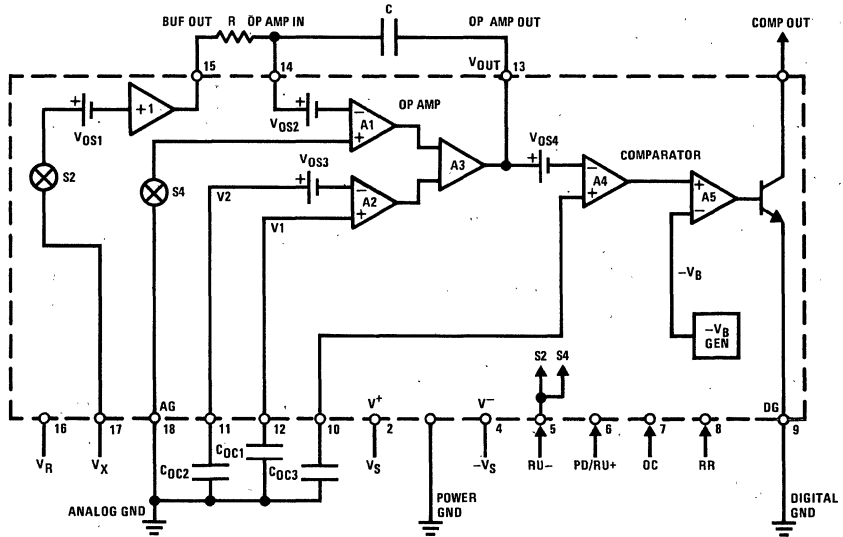 BUF OUT R OP AMP IN C OP AMP OUT COMP OUT
15 14 VOUT 13
+ VOS1 +1
+ VOS2 − + A1 OP AMP
S2 S4
V2 + VOS3 − + A2 V1
A3
+ VOS4 − + A4 COMPARATOR
+ − A5
−VB
−VB
GEN
S2 S4
AG V+ V− DG
16 17 18 11 12 10 2 4 5 6 7 8 9
VR VX COC2 COC1 COC3 VS −VS RU− PD/RU+ OC RR
ANALOG GND
POWER
GND
DIGITAL
GND